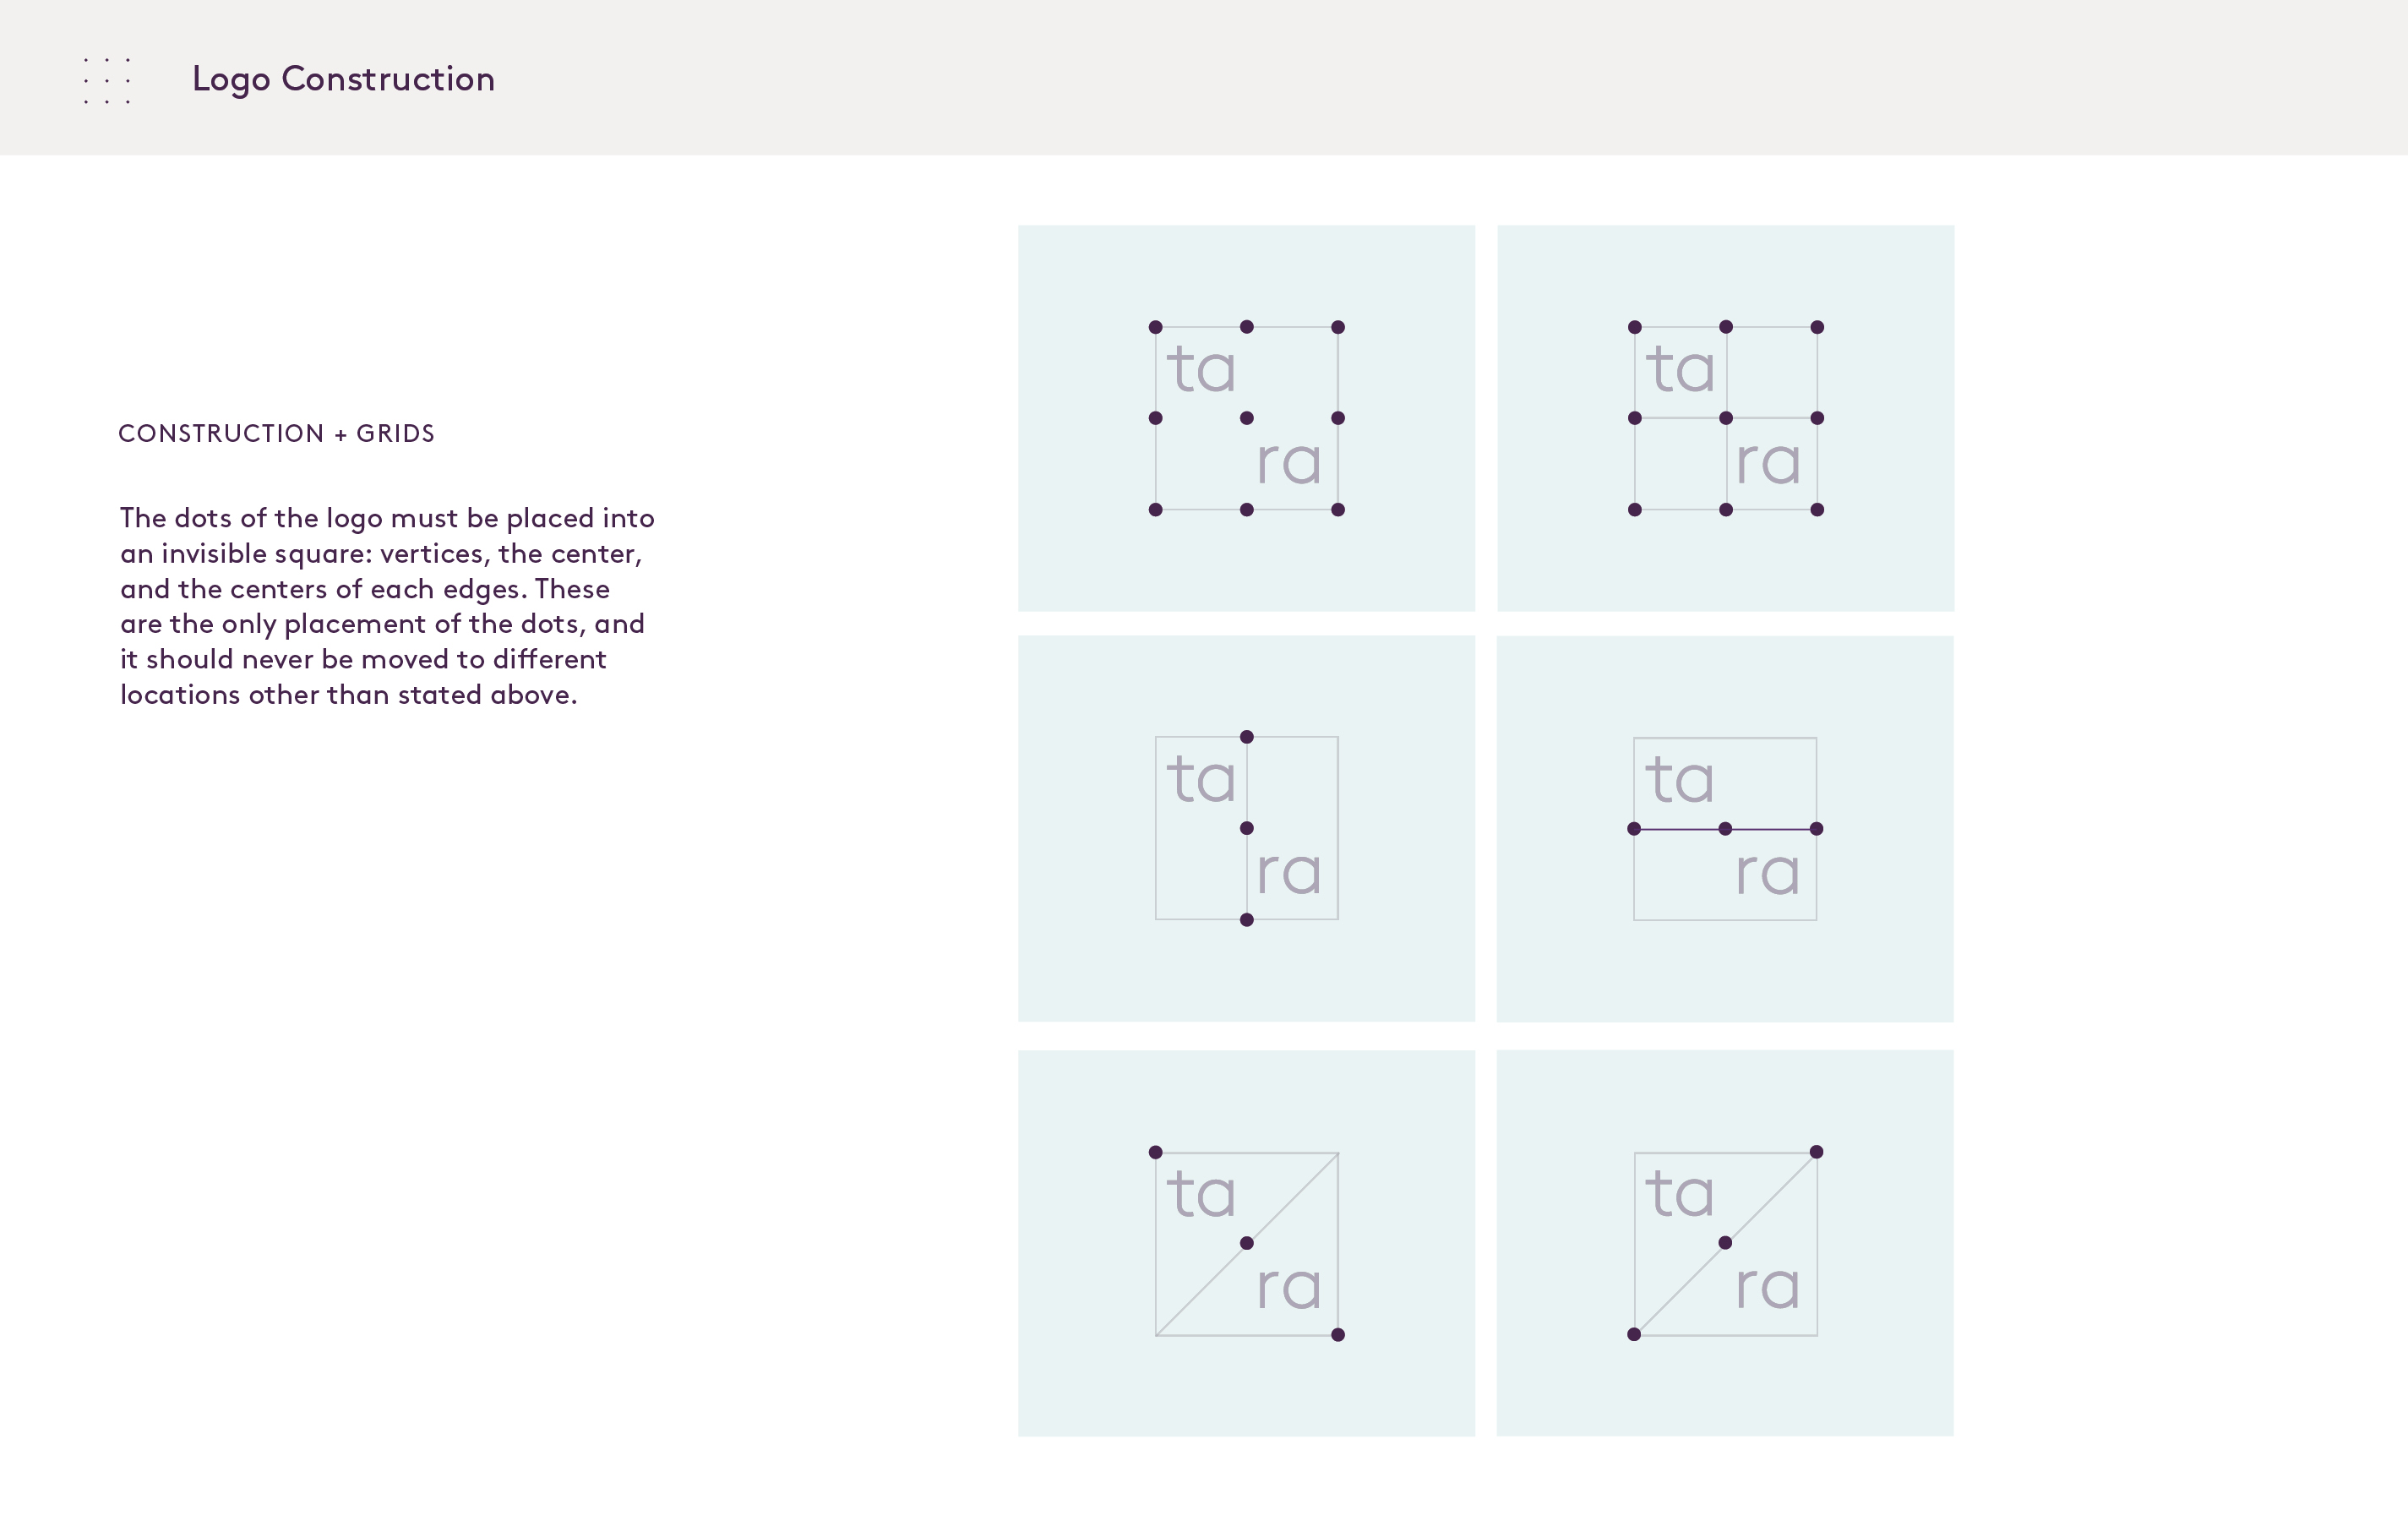 Logo Construction
CONSTRUCTION + GRIDS
The dots of the logo must be placed into
an invisible square: vertices, the center,
and the centers of each edges. These
are the only placement of the dots, and
it should never be moved to different
locations other than stated above.
ta
ra
ta
ra
ta
ra
ta
ra
ta
ra
ta
ra